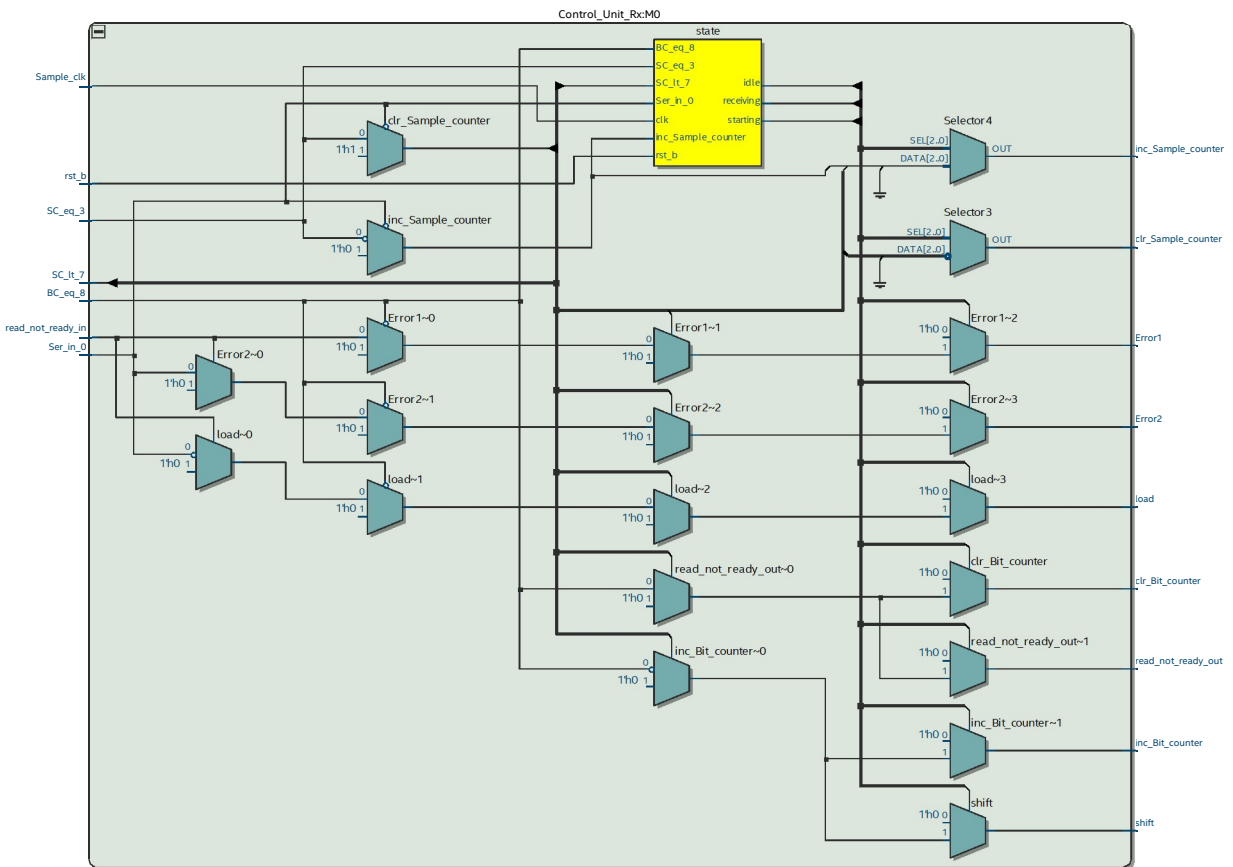 Control_Unit_Rx:M0
state
BC_eq_8
SC_eq_3
SC_lt_7
idle
Ser_in_0
receiving
clk
starting
inc_Sample_counter
rst_b
Sample_clk
clr_Sample_counter
0
1'h1 1
Selector4
SEL[2..0]
DATA[2..0]
OUT
inc_Sample_counter
rst_b
SC_eq_3
inc_Sample_counter
0
1'h0 1
Selector3
SEL[2..0]
DATA[2..0]
OUT
clr_Sample_counter
SC_lt_7
BC_eq_8
read_not_ready_in
Ser_in_0
Error1~0
0
1'h0 1
Error1~1
0
1'h0 1
Error1~2
1'h0 0
1
Error1
Error2~0
0
1'h0 1
Error2~1
0
1'h0 1
Error2~2
0
1'h0 1
Error2~3
1'h0 0
1
Error2
load~0
0
1'h0 1
load~1
0
1'h0 1
load~2
0
1'h0 1
load~3
1'h0 0
1
load
read_not_ready_out~0
0
1'h0 1
clr_Bit_counter
1'h0 0
1
clr_Bit_counter
inc_Bit_counter~0
0
1'h0 1
read_not_ready_out~1
1'h0 0
1
read_not_ready_out
inc_Bit_counter~1
1'h0 0
1
inc_Bit_counter
shift
1'h0 0
1
shift